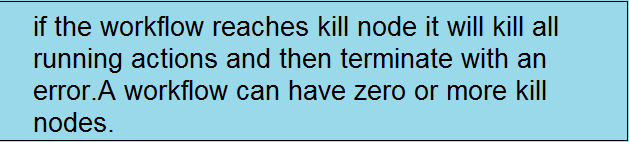 if the workflow reaches kill node it will kill all
running actions and then terminate with an
error.A workflow can have zero or more kill
nodes.